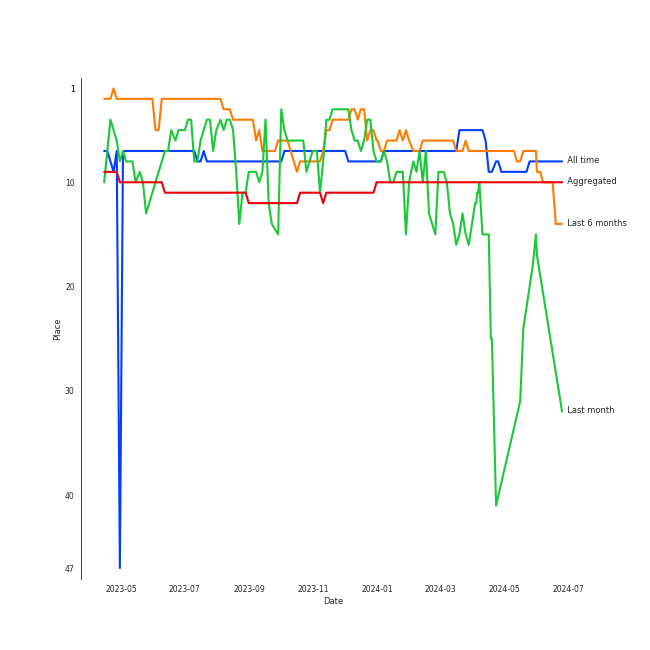 1
10
20
30
40
47
Place
2023-05
2023-07
2023-09
2023-11
2024-01
2024-03
2024-05
2024-07
Date
All time
Aggregated
Last 6 months
Last month